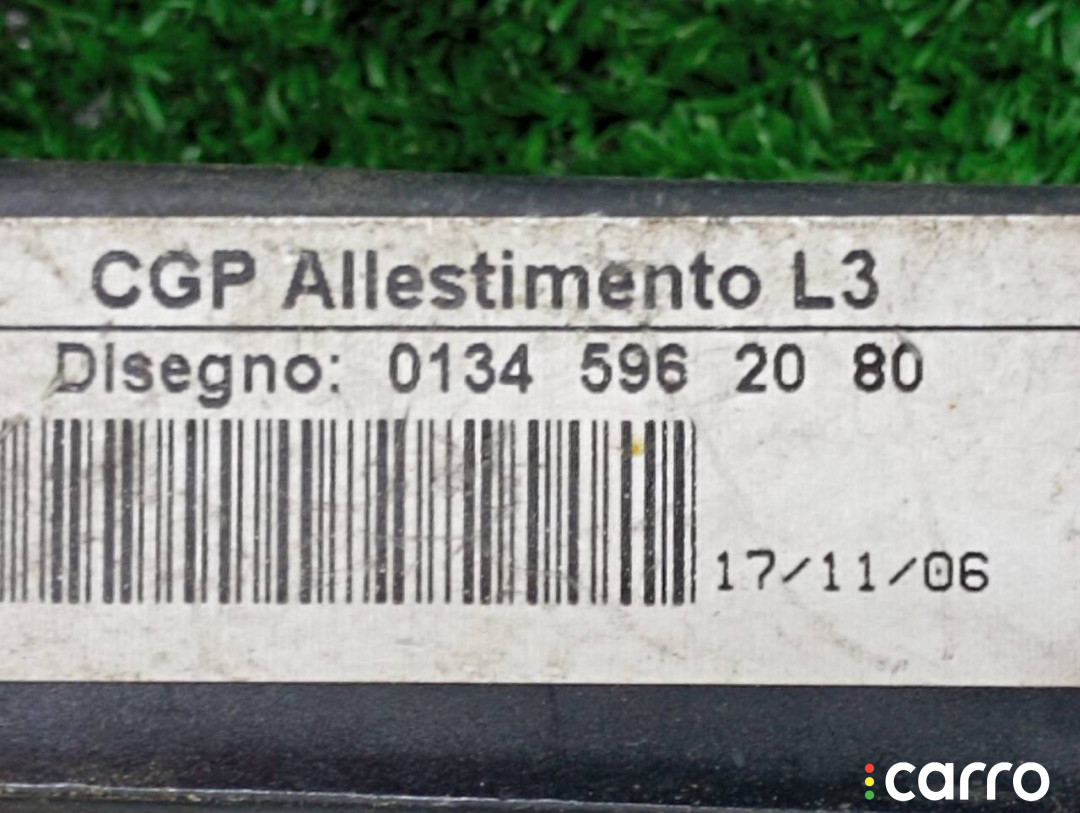 CGP Allestimento L3
Disegno: 0134 596 20 80
17/11/06
carro